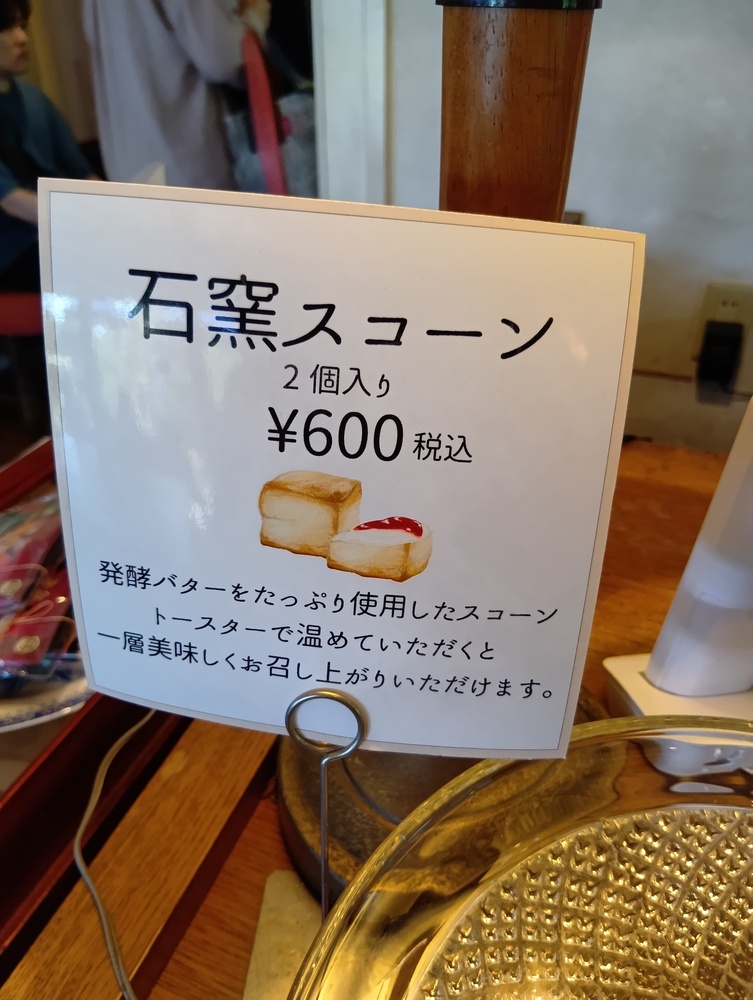 石窯スコーン
2個入り
¥600 税込
発酵バターをたっぷり使用したスコーン
トースターで温めていただくと
一層美味しくお召し上がりいただけます。